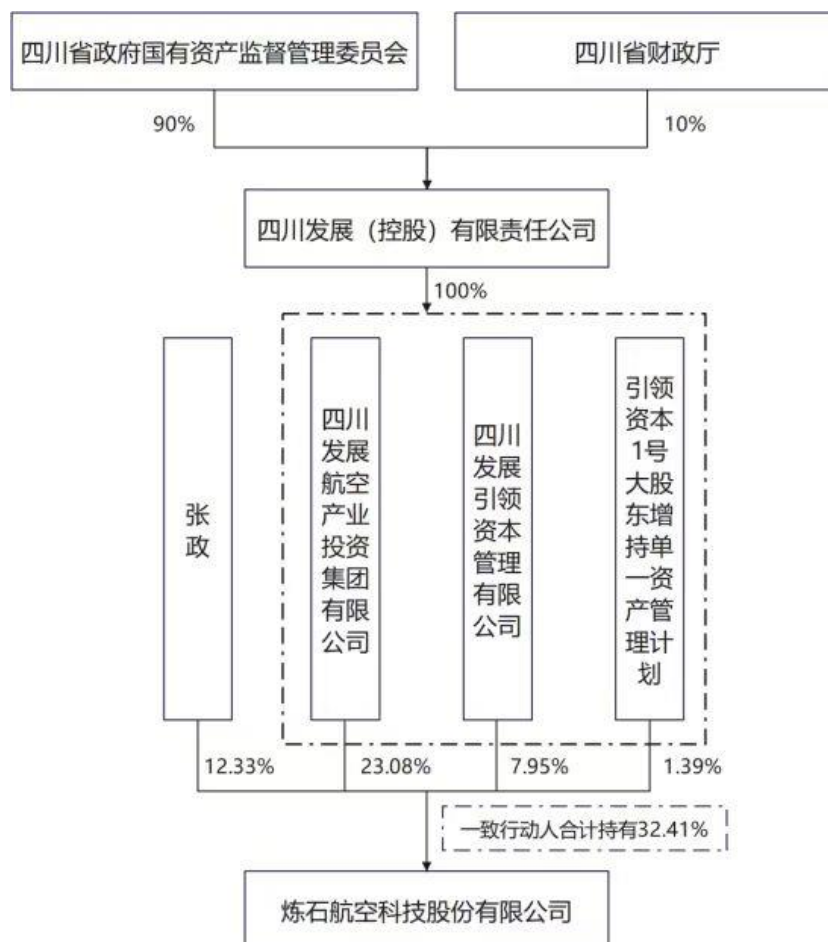 四川省政府国有资产监督管理委员会
四川省财政厅
90%
10%
四川发展（控股）有限责任公司
100%
张
政
四川
发展
航空
产业
投资
集团
有限
公司
四川
发展
引领
资本
管理
有限
公司
引领
资本
1号
大股
东增
持单
一资
产管
理计
划
12.33%
23.08%
7.95%
1.39%
一致行动人合计持有32.41%
炼石航空科技股份有限公司